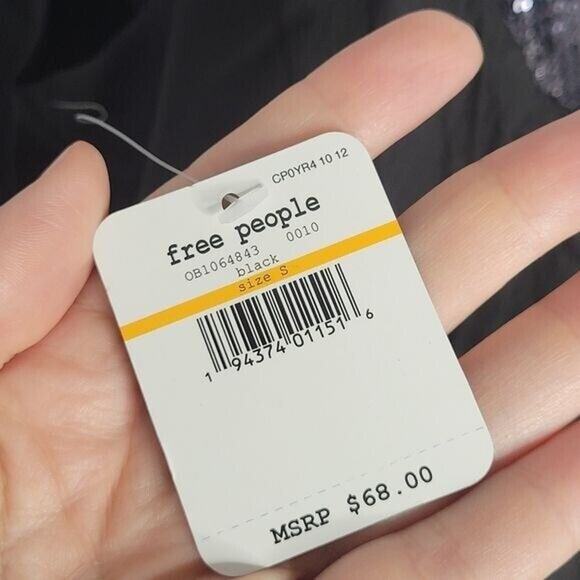 CP0YR4 10 12
free people
OB1064843 0010
black
size S
1 94374 01151 6
MSRP $68.00